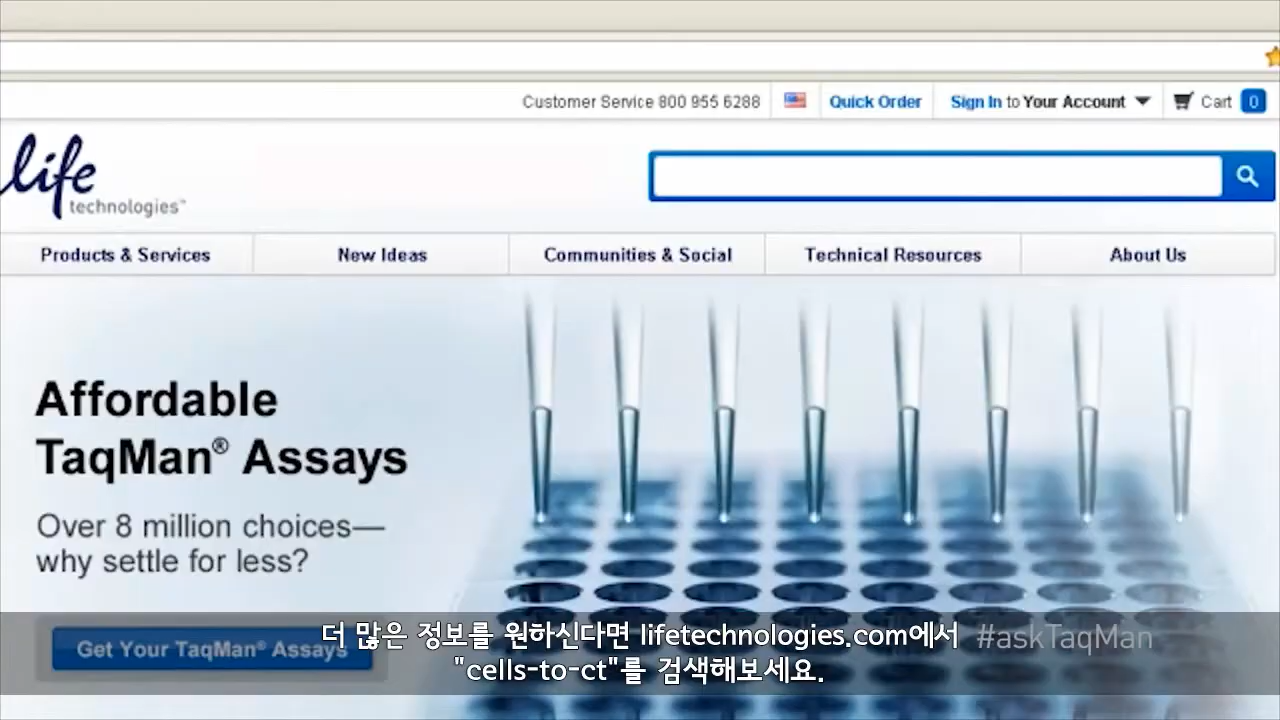 Customer Service 800 955 6288
Quick Order
Sign In to Your Account
Cart 0
life
technologies™
Products & Services
New Ideas
Communities & Social
Technical Resources
About Us
Affordable
TaqMan® Assays
Over 8 million choices—
why settle for less?
Get Your TaqMan® Assays
더 많은 정보를 원하신다면 lifetechnologies.com에서
"cells-to-ct"를 검색해보세요.
#askTaqMan